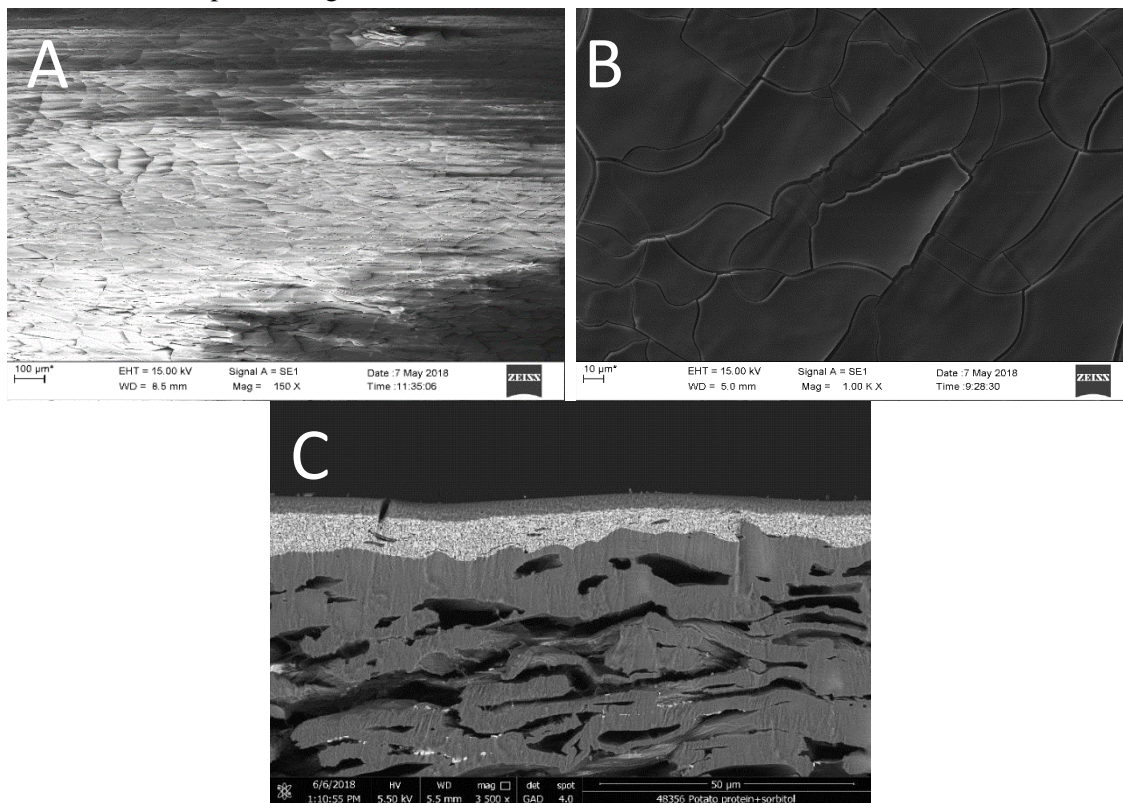 A
100 µm*
EHT = 15.00 kV
WD = 8.5 mm
Signal A = SE1
Mag = 150 X
Date :7 May 2018
Time :11:35:06
ZEISS
B
10 µm*
EHT = 15.00 kV
WD = 5.0 mm
Signal A = SE1
Mag = 1.00 K X
Date :7 May 2018
Time :9:28:30
ZEISS
C
6/6/2018 HV WD mag det spot 50 µm
1:10:55 PM 5.50 kV 5.5 mm 3 500 x GAD 4.0 48356 Potato protein+sorbitol